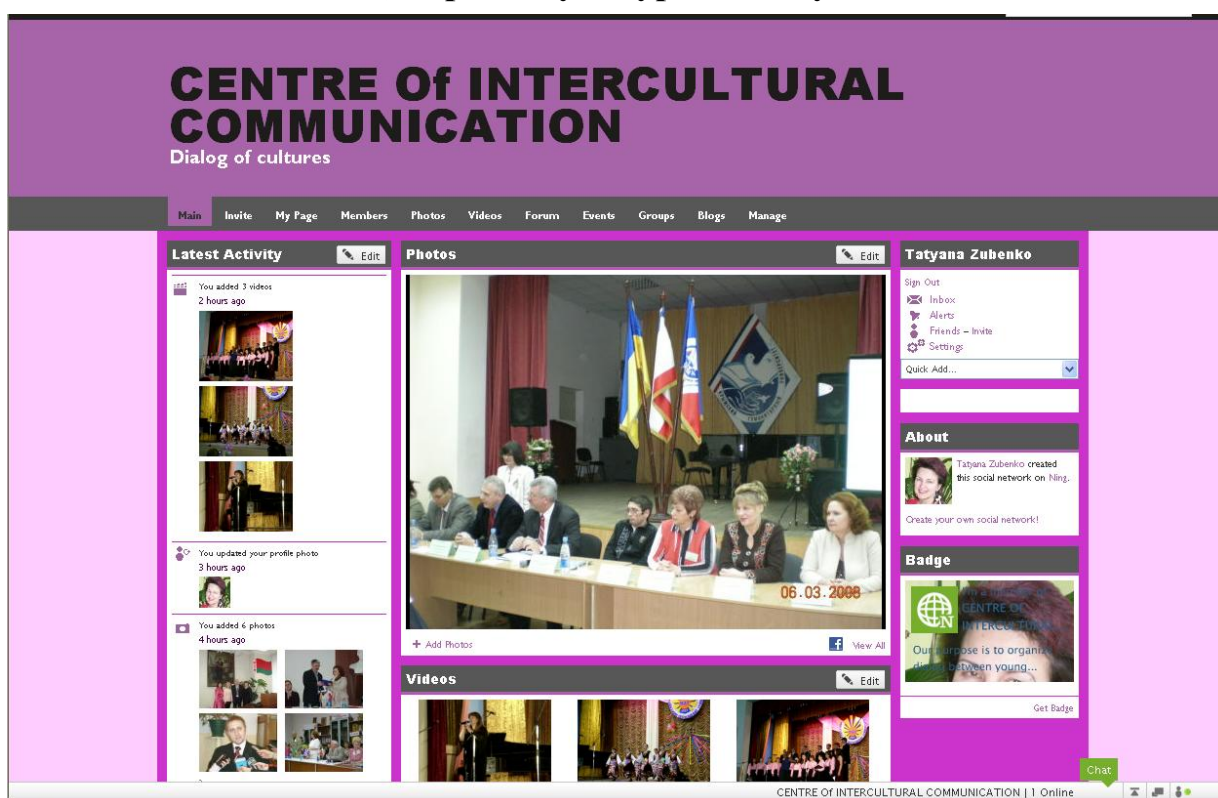 CENTRE Of INTERCULTURAL
COMMUNICATION
Dialog of cultures
Main Invite My Page Members Photos Videos Forum Events Groups Blogs Manage
Latest Activity Edit
You added 3 videos
2 hours ago
You updated your profile photo
3 hours ago
You added 6 photos
4 hours ago
Photos Edit
06.03.2008
Add Photos View All
Videos Edit
Tatyana Zubenko
Sign Out
Inbox
Alerts
Friends – Invite
Settings
Quick Add...
About
Tatyana Zubenko created
this social network on Ning.
Create your own social network!
Badge
CENTRE OF
Our purpose is to organize
between young...
Get Badge
Chat
CENTRE Of INTERCULTURAL COMMUNICATION | 1 Online